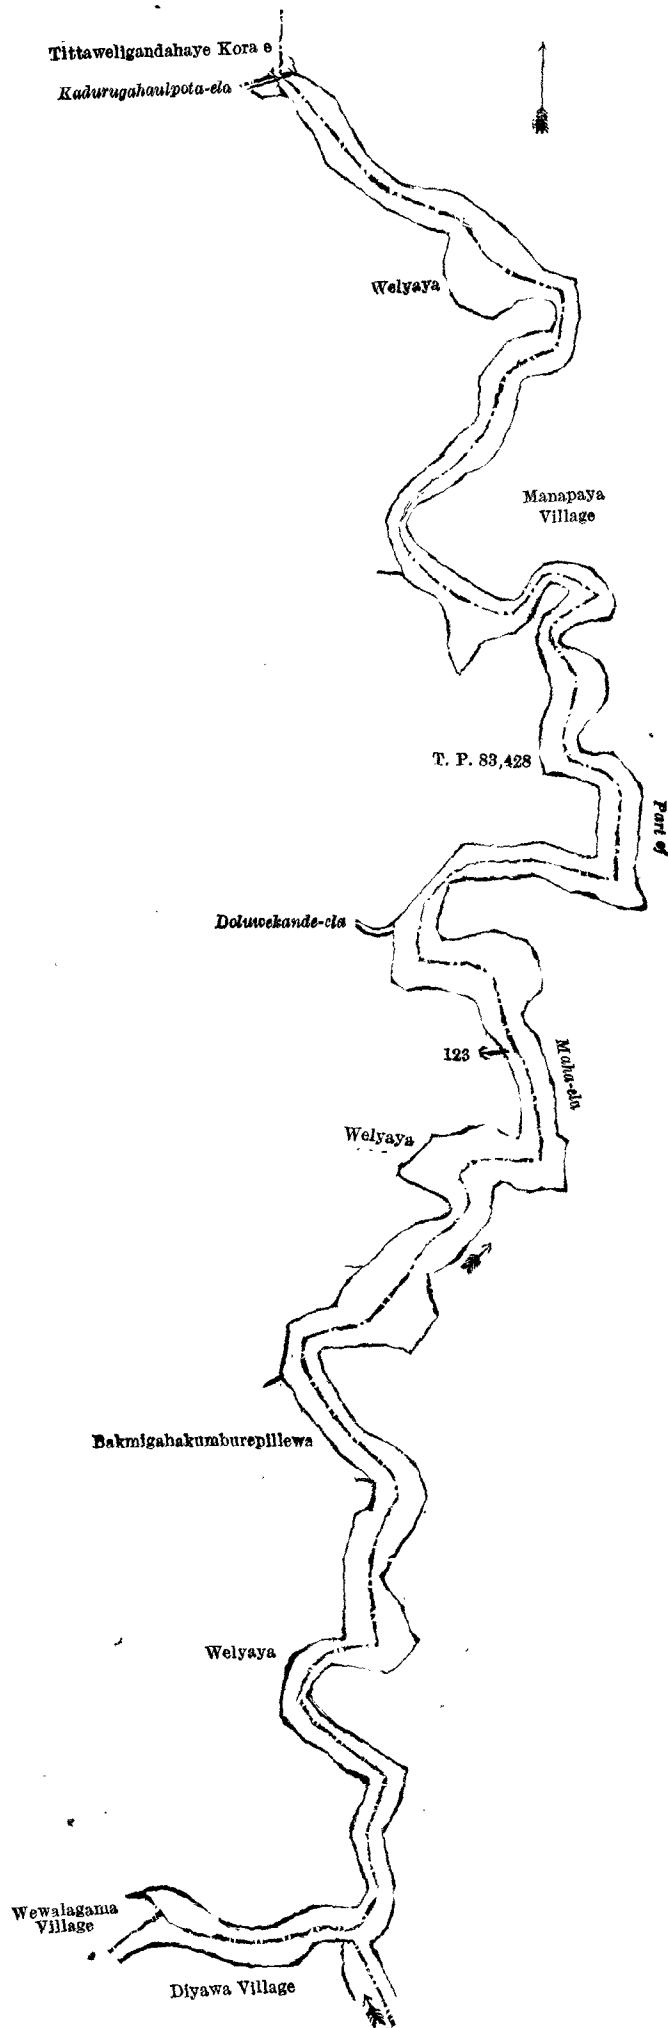 Tittaweligandahaye Kora e
Kadurugahaulpota-ela
Welyaya
Manapaya
Village
T. P. 83,428
Part of
Doluwekande-ela
123
Maha-ela
Welyaya
Bakmigahakumburepillewa
Welyaya
Wewalagama
Village
Diyawa Village